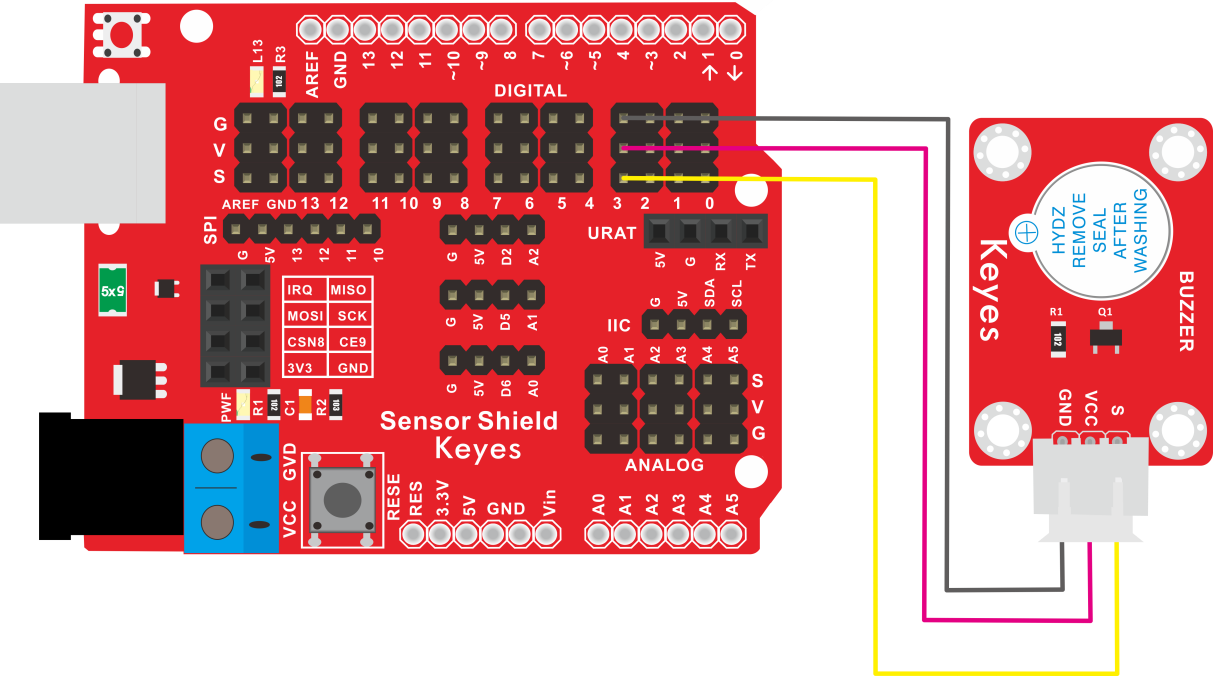 L13
R3
102
AREF
GND
13
12
11
~10
~9
8
7
~6
~5
4
~3
2
→1
←0
DIGITAL
G
V
S
AREF GND 13 12 11 10 9 8 7 6 5 4 3 2 1 0
SPI
G
5V
13
12
11
10
G
5V
D2
A2
URAT
5V
G
RX
TX
5x9
IRQ MISO
MOSI SCK
CSN8 CE9
3V3 GND
G
5V
D5
A1
IIC
G
5V
SDA
SCL
A0
A1
A2
A3
A4
A5
S
V
G
ANALOG
G
5V
D6
A0
PWF
R1
102
C1
R2
103
Sensor Shield
Keyes
GVD
VCC
RESE
RES
3.3V
5V
GND
Vin
A0
A1
A2
A3
A4
A5
HYDZ
REMOVE
SEAL
AFTER
WASHING
Keyes
BUZZER
R1
102
Q1
GND
VCC
S